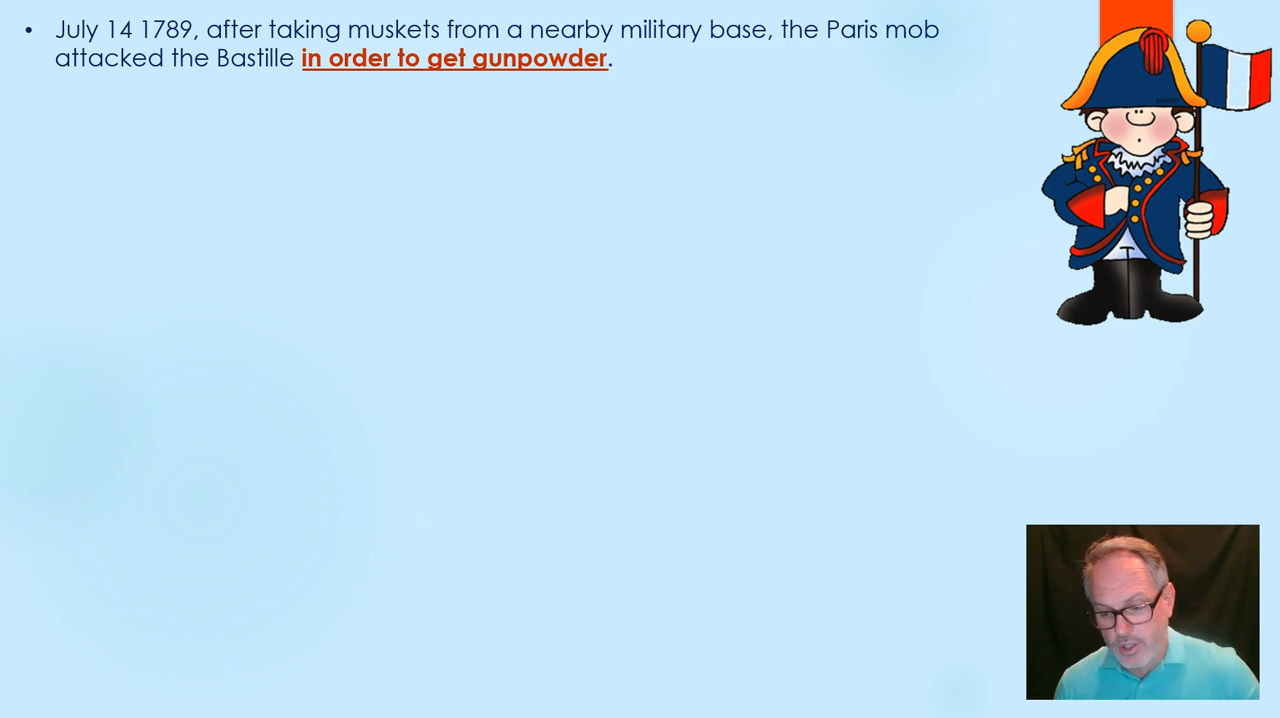 • July 14 1789, after taking muskets from a nearby military base, the Paris mob
attacked the Bastille in order to get gunpowder.